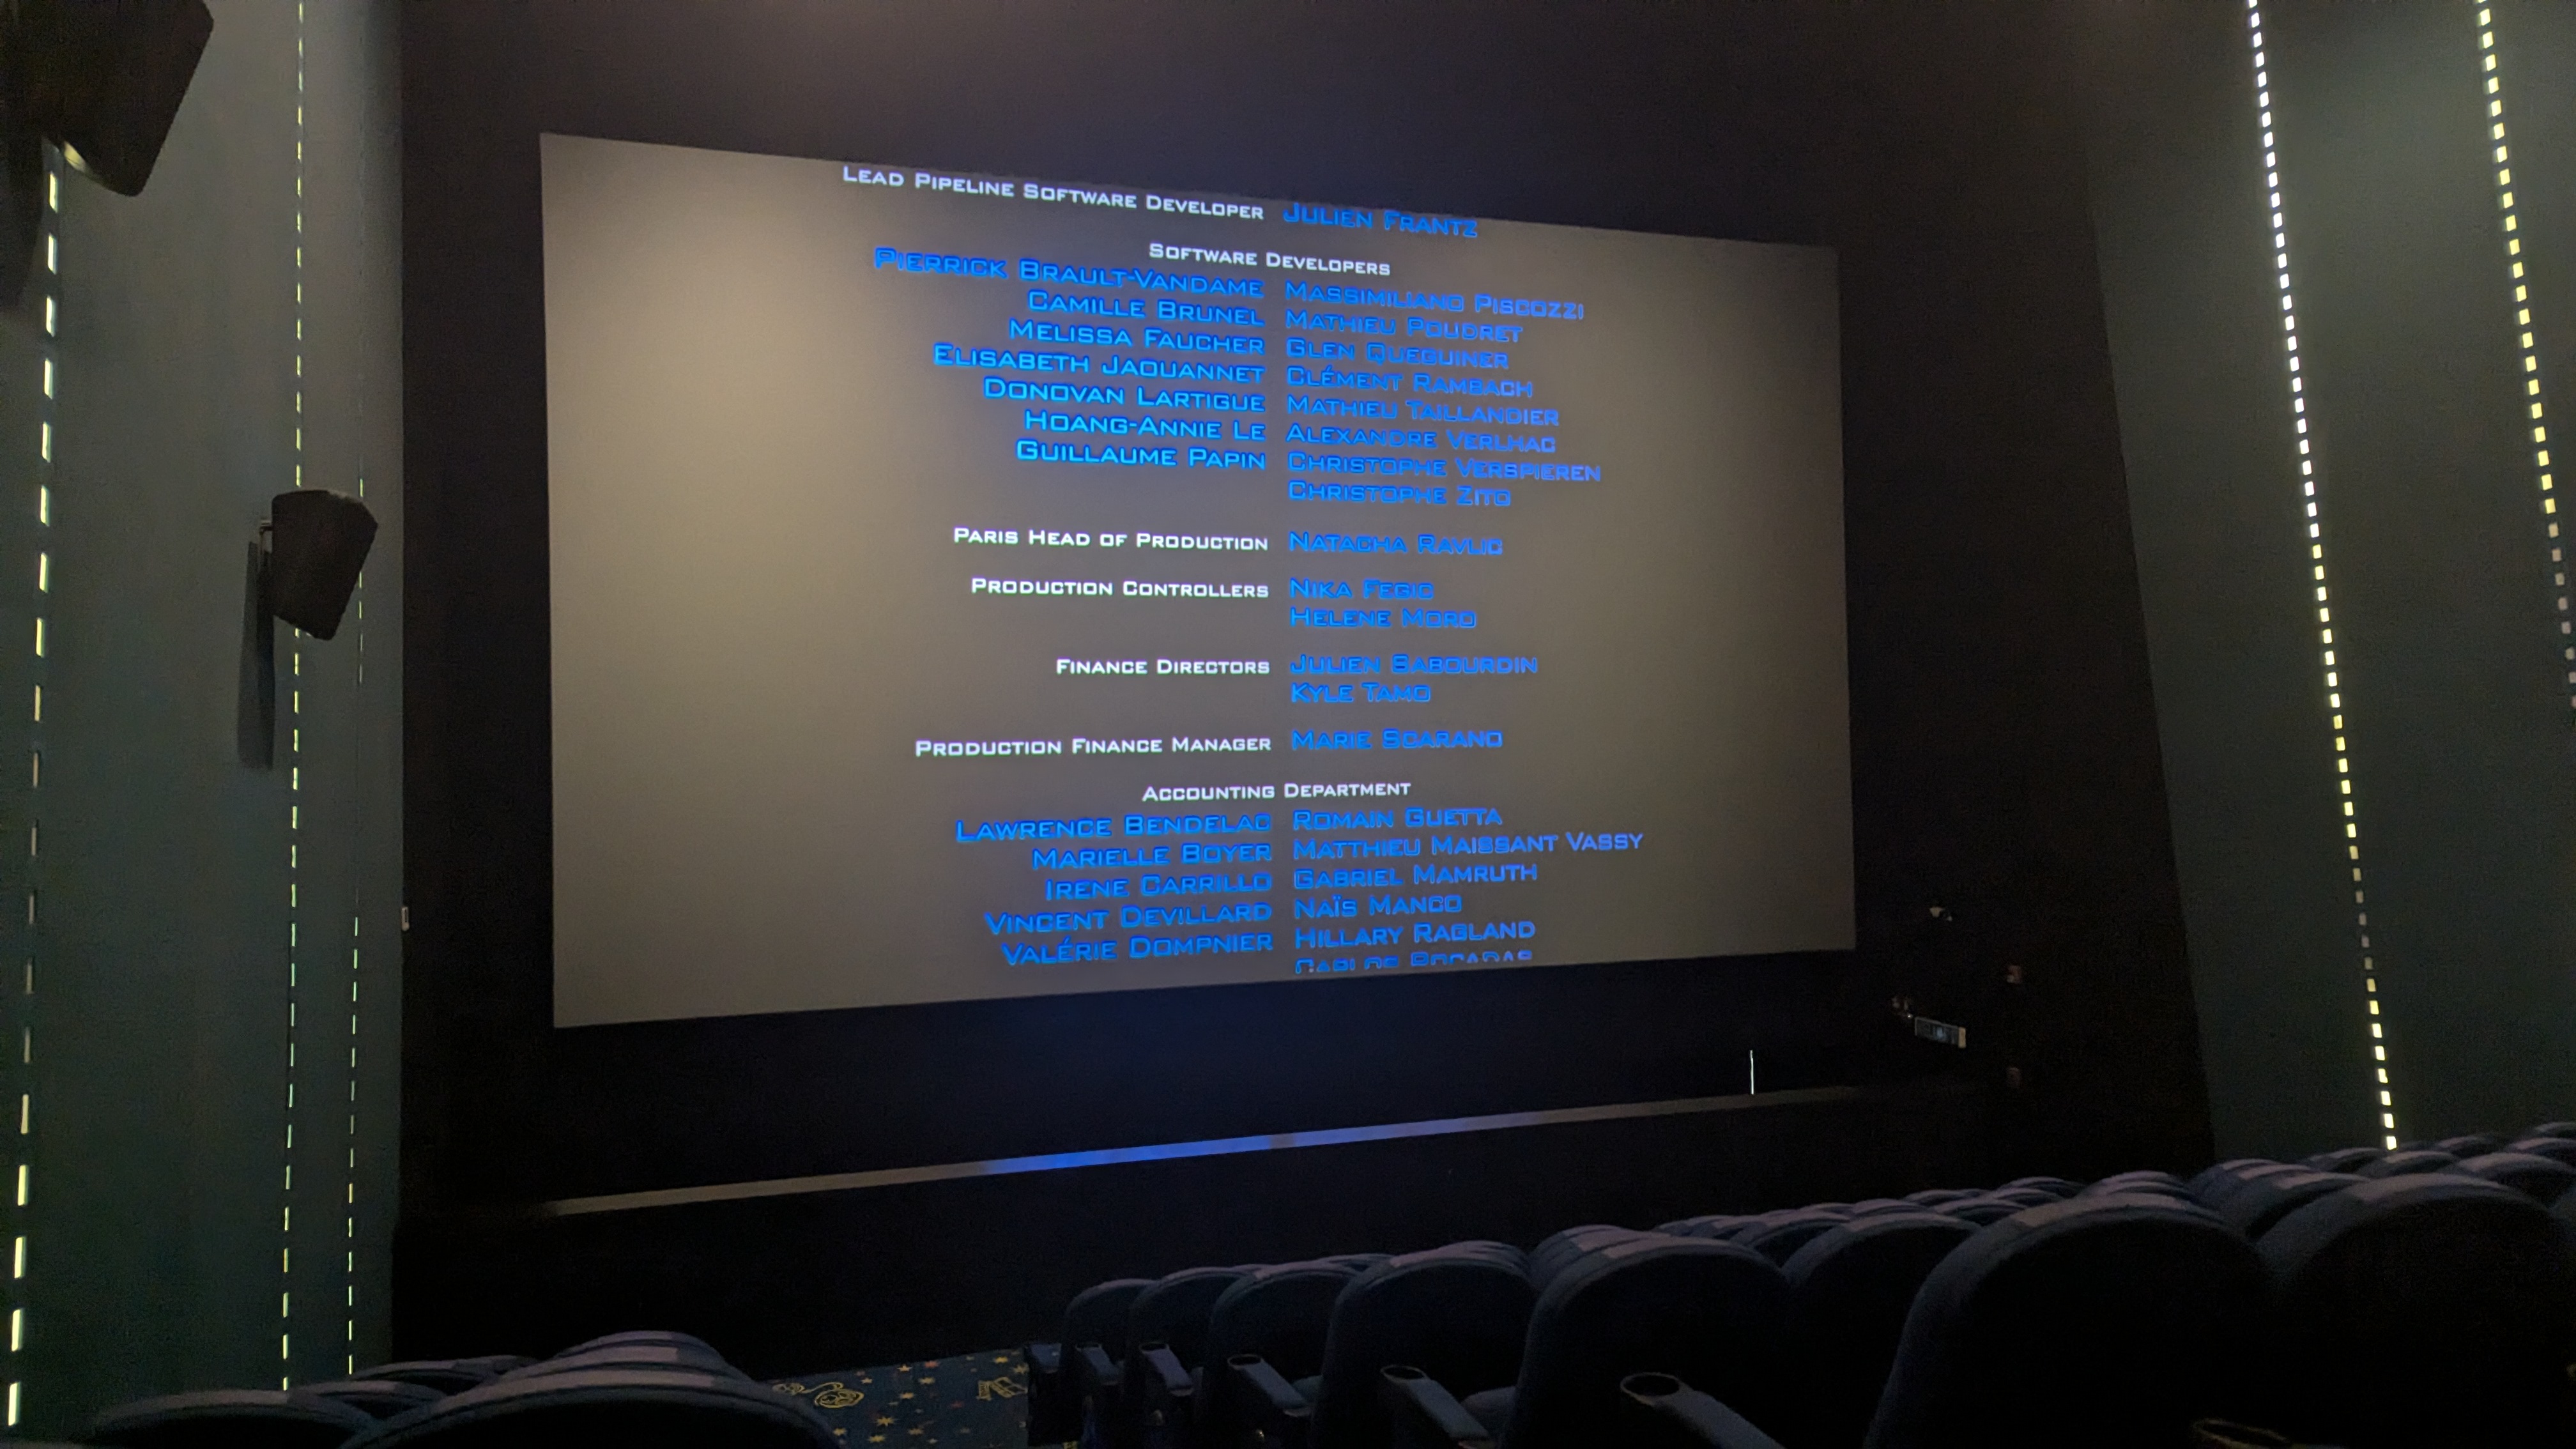 Lead Pipeline Software Developer Julien Frantz
Software Developers
Pierrick Brault-Vandame Massimiliano Piscozzi
Camille Brunel Mathieu Poudret
Melissa Faucher Glen Queguiner
Elisabeth Jaouannet Clément Rambach
Donovan Lartigue Mathieu Taillandier
Hoang-Annie Le Alexandre Verlhac
Guillaume Papin Christophe Verspieren
Christophe Zito
Paris Head of Production Natacha Ravlic
Production Controllers Nika Fegic
Helene Moro
Finance Directors Julien Babourdin
Kyle Tamo
Production Finance Manager Marie Scarano
Accounting Department
Lawrence Bendelac Romain Guetta
Marielle Boyer Matthieu Maissant Vassy
Irene Carrillo Gabriel Mamruth
Vincent Devillard Naïs Manco
Valérie Dompnier Hillary Ragland